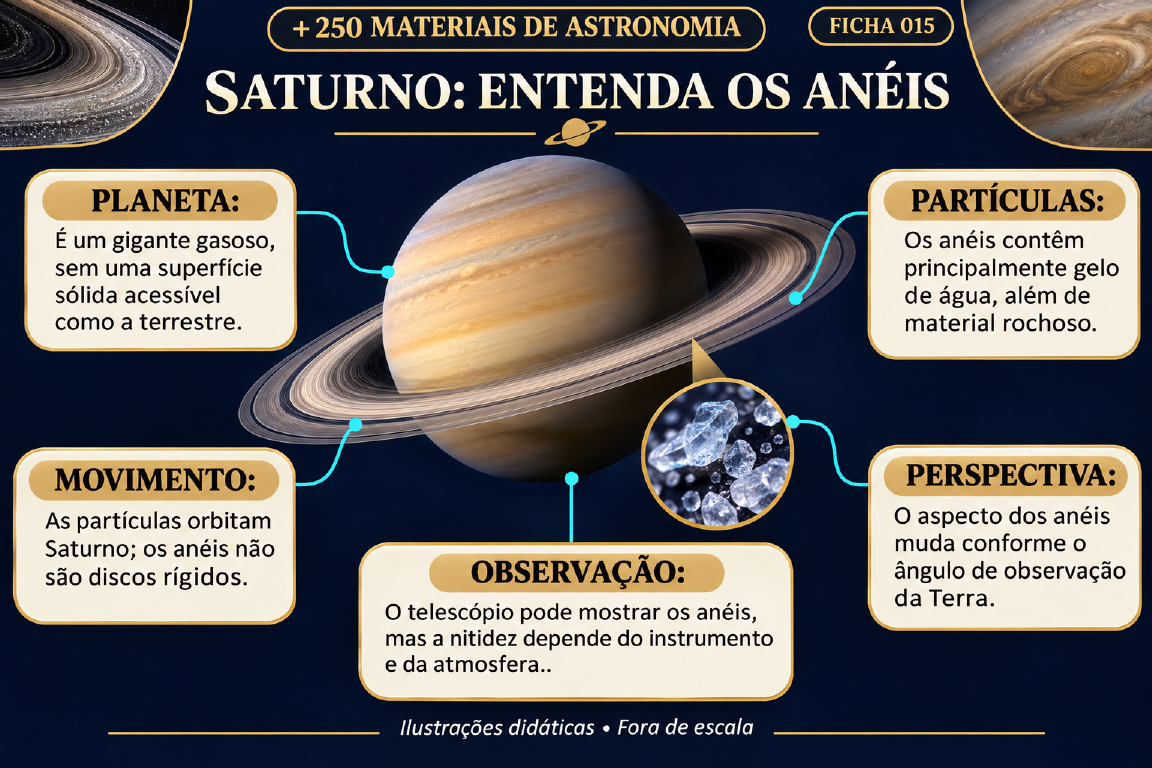 +250 MATERIAIS DE ASTRONOMIA
FICHA 015
SATURNO: ENTENDA OS ANÉIS
PLANETA:
É um gigante gasoso,
sem uma superfície
sólida acessível
como a terrestre.
PARTÍCULAS:
Os anéis contêm
principalmente gelo
de água, além de
material rochoso.
MOVIMENTO:
As partículas orbitam
Saturno; os anéis não
são discos rígidos.
PERSPECTIVA:
O aspecto dos anéis
muda conforme o
ângulo de observação
da Terra.
OBSERVAÇÃO:
O telescópio pode mostrar os anéis,
mas a nitidez depende do instrumento
e da atmosfera..
Ilustrações didáticas • Fora de escala